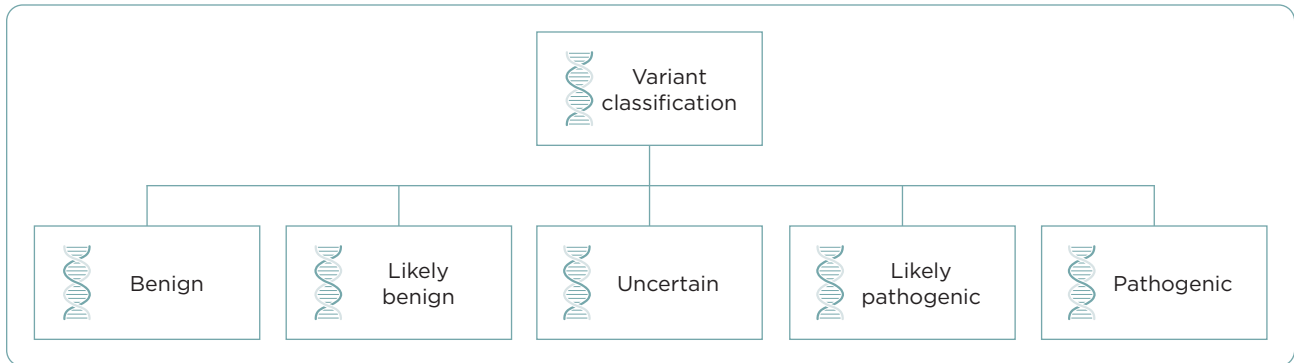 Variant
classification
Benign
Likely
benign
Uncertain
Likely
pathogenic
Pathogenic